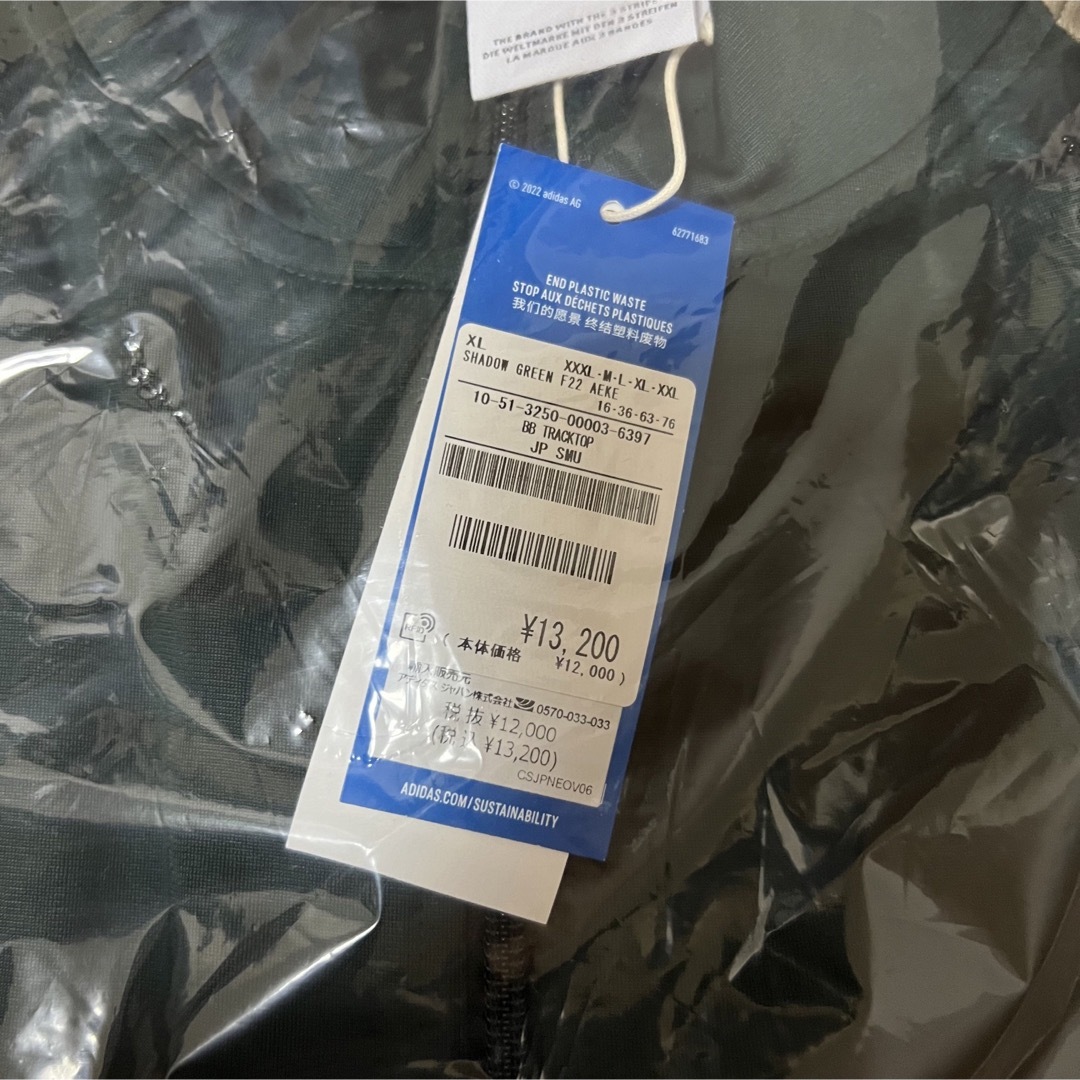 THE BRAND WITH THE 3 STRIPES
DIE WELTMARKE MIT DEN 3 STREIFEN
LA MARQUE AUX 3 BANDES
© 2022 adidas AG
62771683
END PLASTIC WASTE
STOP AUX DÉCHETS PLASTIQUES
我们的愿景 终结塑料废物
XL
XXXL-M-L-XL-XXL
SHADOW GREEN F22 AEKE
16-36-63-76
10-51-3250-00003-6397
BB TRACKTOP
JP SMU
RFID
¥13,200
(本体価格 ¥12,000)
輸入販売元
アディダス ジャパン株式会社 0570-033-033
税抜 ¥12,000
(税込 ¥13,200)
CSJPNEOV06
ADIDAS.COM/SUSTAINABILITY